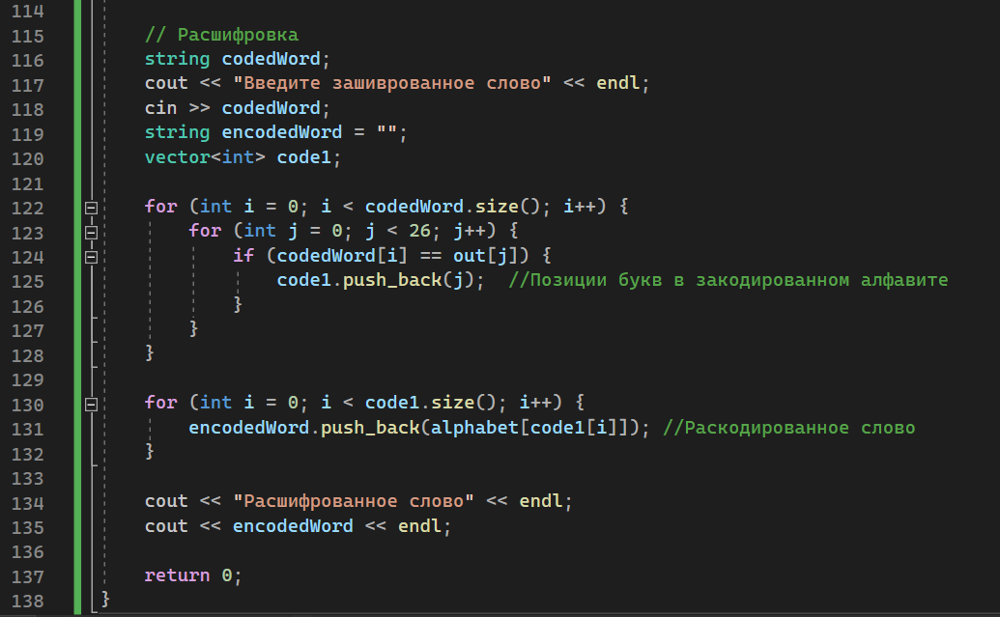 114
115 // Расшифровка
116 string codedWord;
117 cout << "Введите зашиврованное слово" << endl;
118 cin >> codedWord;
119 string encodedWord = "";
120 vector<int> code1;
121
122 for (int i = 0; i < codedWord.size(); i++) {
123 for (int j = 0; j < 26; j++) {
124 if (codedWord[i] == out[j]) {
125 code1.push_back(j); //Позиции букв в закодированном алфавите
126 }
127 }
128 }
129
130 for (int i = 0; i < code1.size(); i++) {
131 encodedWord.push_back(alphabet[code1[i]]); //Раскодированное слово
132 }
133
134 cout << "Расшифрованное слово" << endl;
135 cout << encodedWord << endl;
136
137 return 0;
138 }